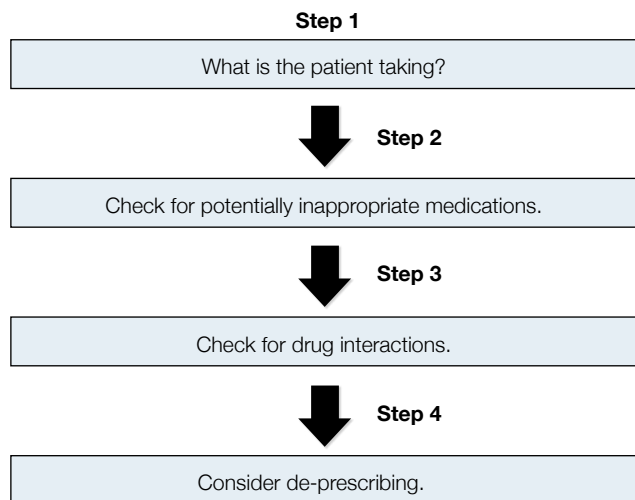 Step 1
What is the patient taking?
Step 2
Check for potentially inappropriate medications.
Step 3
Check for drug interactions.
Step 4
Consider de-prescribing.